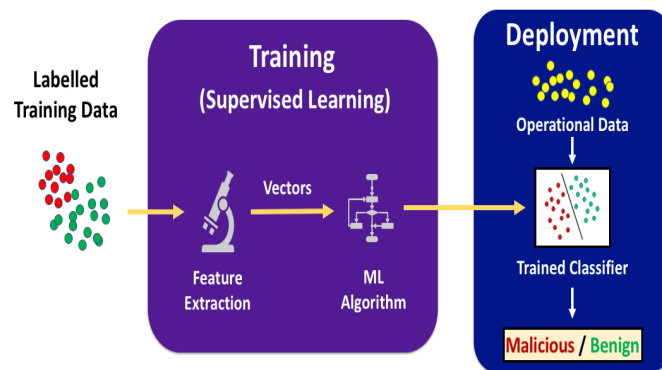 Labelled
Training Data
Training
(Supervised Learning)
Vectors
Feature
Extraction
ML
Algorithm
Deployment
Operational Data
Trained Classifier
Malicious / Benign